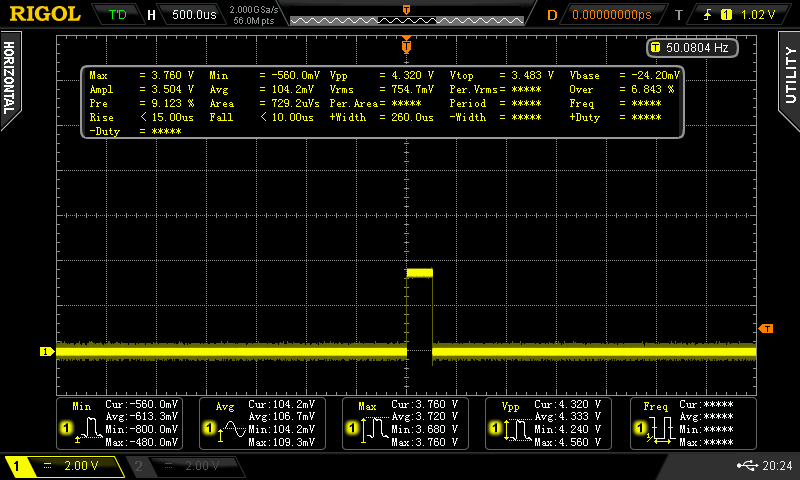 RIGOL T'D H 500.0us 2.000GSa/s 56.0M pts D 0.00000000ps T 1 1.02 V
T
HORIZONTAL
UTILITY
T 50.0804 Hz
Max = 3.760 V Min = -560.0mV Vpp = 4.320 V Vtop = 3.483 V Vbase = -24.20mV
Ampl = 3.504 V Avg = 104.2mV Vrms = 754.7mV Per.Vrms= ***** Over = 6.843 %
Pre = 9.123 % Area = 729.2uVs Per.Area= ***** Period = ***** Freq = *****
Rise < 15.00us Fall < 10.00us +Width = 260.0us -Width = ***** +Duty = *****
-Duty = *****
T
T
1
1 Min Cur:-560.0mV
Avg:-613.3mV
Min:-800.0mV
Max:-480.0mV
1 Avg Cur:104.2mV
Avg:106.7mV
Min:104.2mV
Max:109.3mV
1 Max Cur:3.760 V
Avg:3.720 V
Min:3.680 V
Max:3.760 V
1 Vpp Cur:4.320 V
Avg:4.333 V
Min:4.240 V
Max:4.560 V
1 Freq Cur:*****
Avg:*****
Min:*****
Max:*****
1 2.00 V 2 2.00 V 20:24